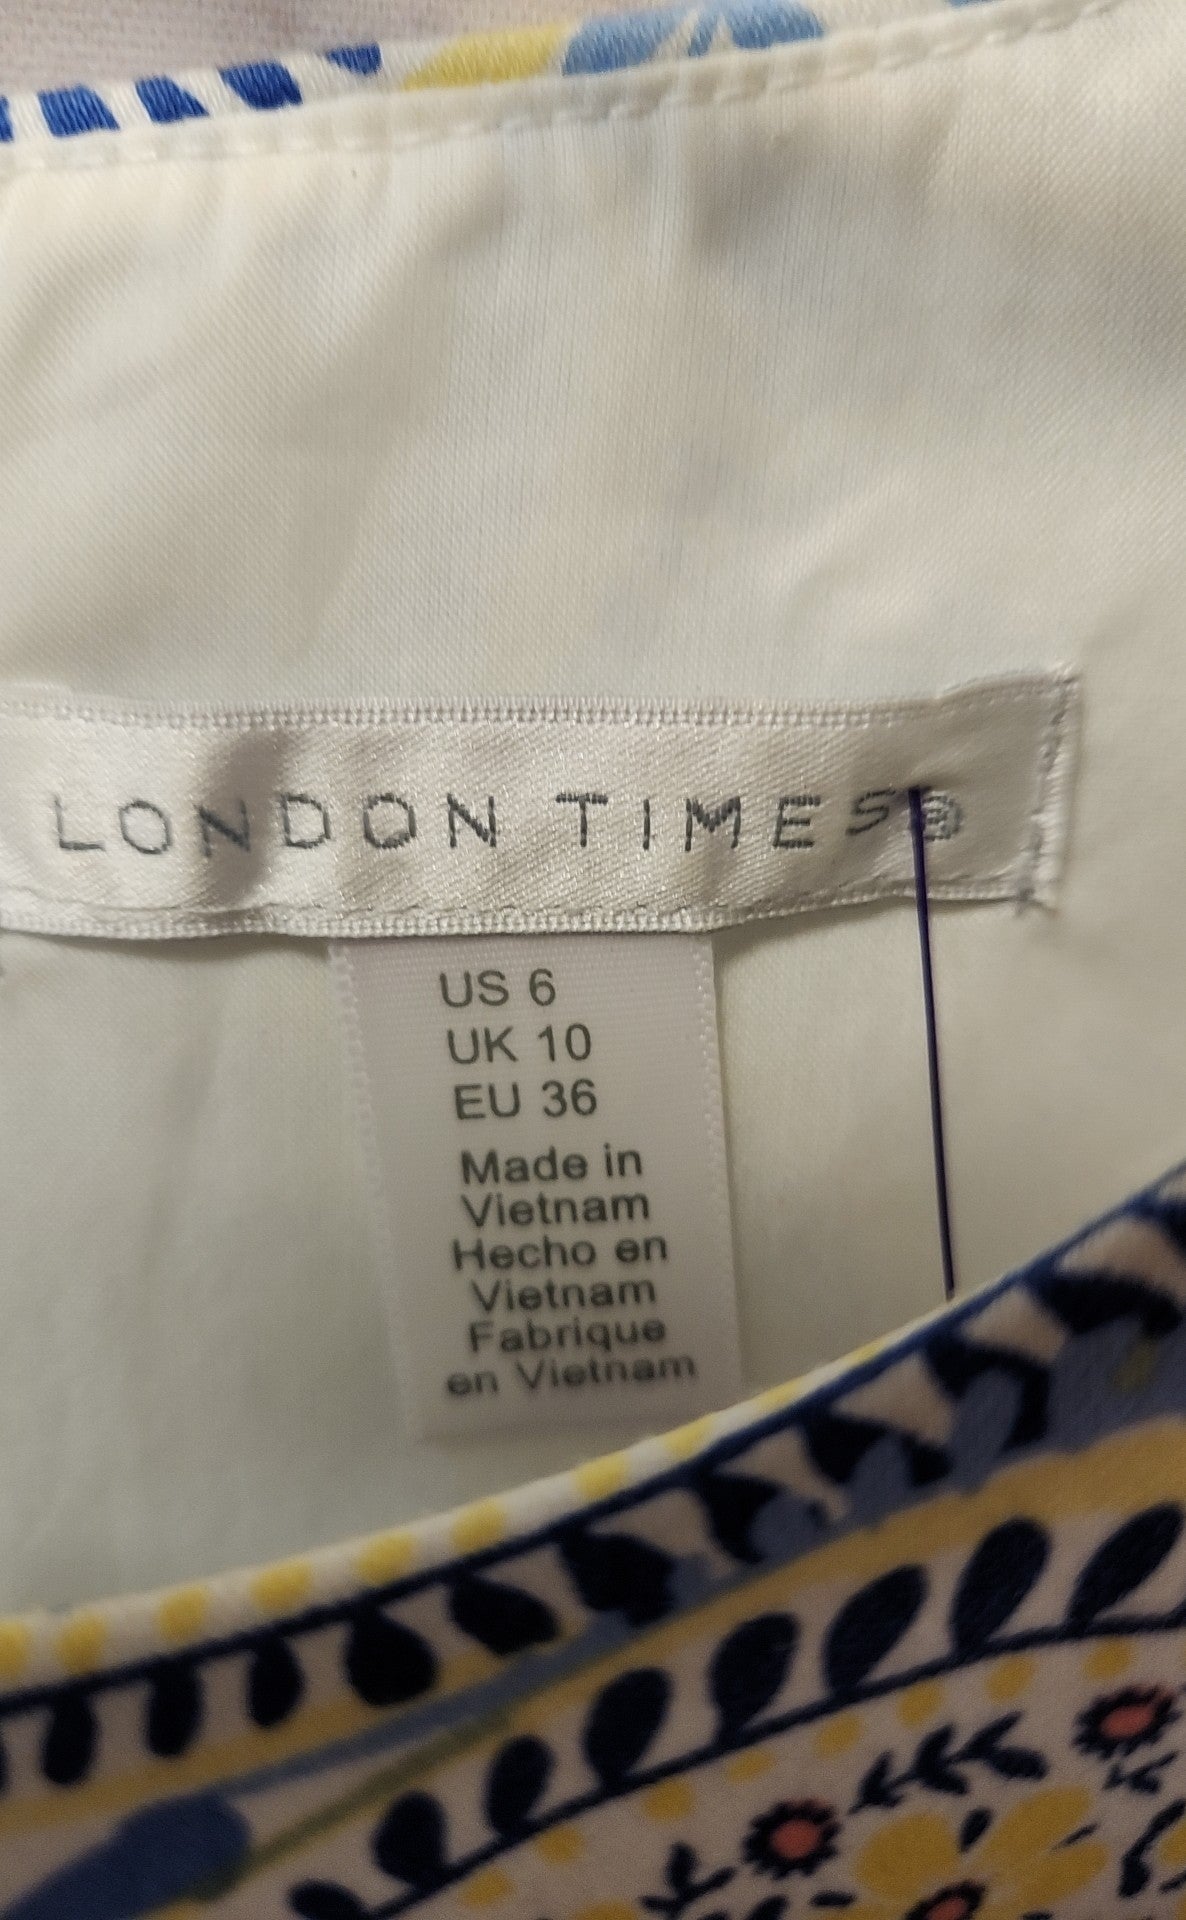 LONDON TIMES®
US 6
UK 10
EU 36
Made in
Vietnam
Hecho en
Vietnam
Fabrique
en Vietnam